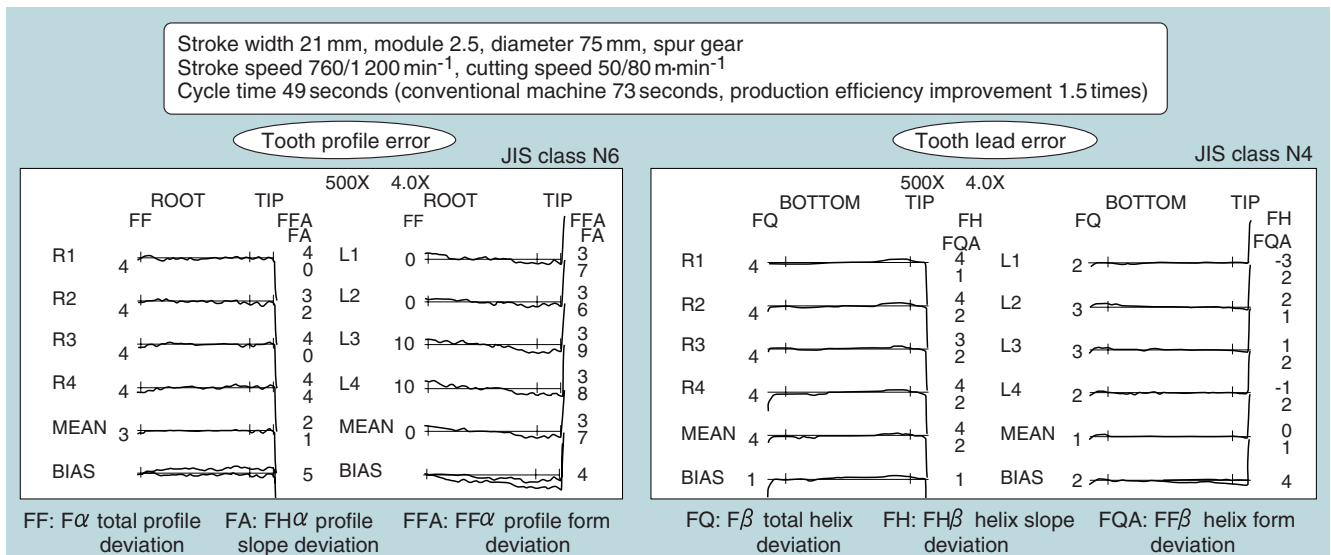 Stroke width 21 mm, module 2.5, diameter 75 mm, spur gear
Stroke speed 760/1 200 min⁻¹, cutting speed 50/80 m·min⁻¹
Cycle time 49 seconds (conventional machine 73 seconds, production efficiency improvement 1.5 times)
Tooth profile error
JIS class N6
500X 4.0X
ROOT TIP ROOT TIP
FF FFA FF FFA
FA FA
R1 4 4 0 L1 0 3 7
R2 4 3 2 L2 0 3 6
R3 4 4 0 L3 10 3 9
R4 4 4 4 L4 10 3 8
MEAN 3 2 1 MEAN 0 3 7
BIAS 5 BIAS 4
FF: Fα total profile deviation
FA: FHα profile slope deviation
FFA: FFα profile form deviation
Tooth lead error
JIS class N4
500X 4.0X
BOTTOM TIP BOTTOM TIP
FQ FH FQ FH
FQA FQA
R1 4 4 1 L1 2 -3 2
R2 4 4 2 L2 3 2 1
R3 4 3 2 L3 3 1 2
R4 4 4 2 L4 2 -1 2
MEAN 4 4 2 MEAN 1 0 1
BIAS 1 1 BIAS 2 4
FQ: Fβ total helix deviation
FH: FHβ helix slope deviation
FQA: FFβ helix form deviation